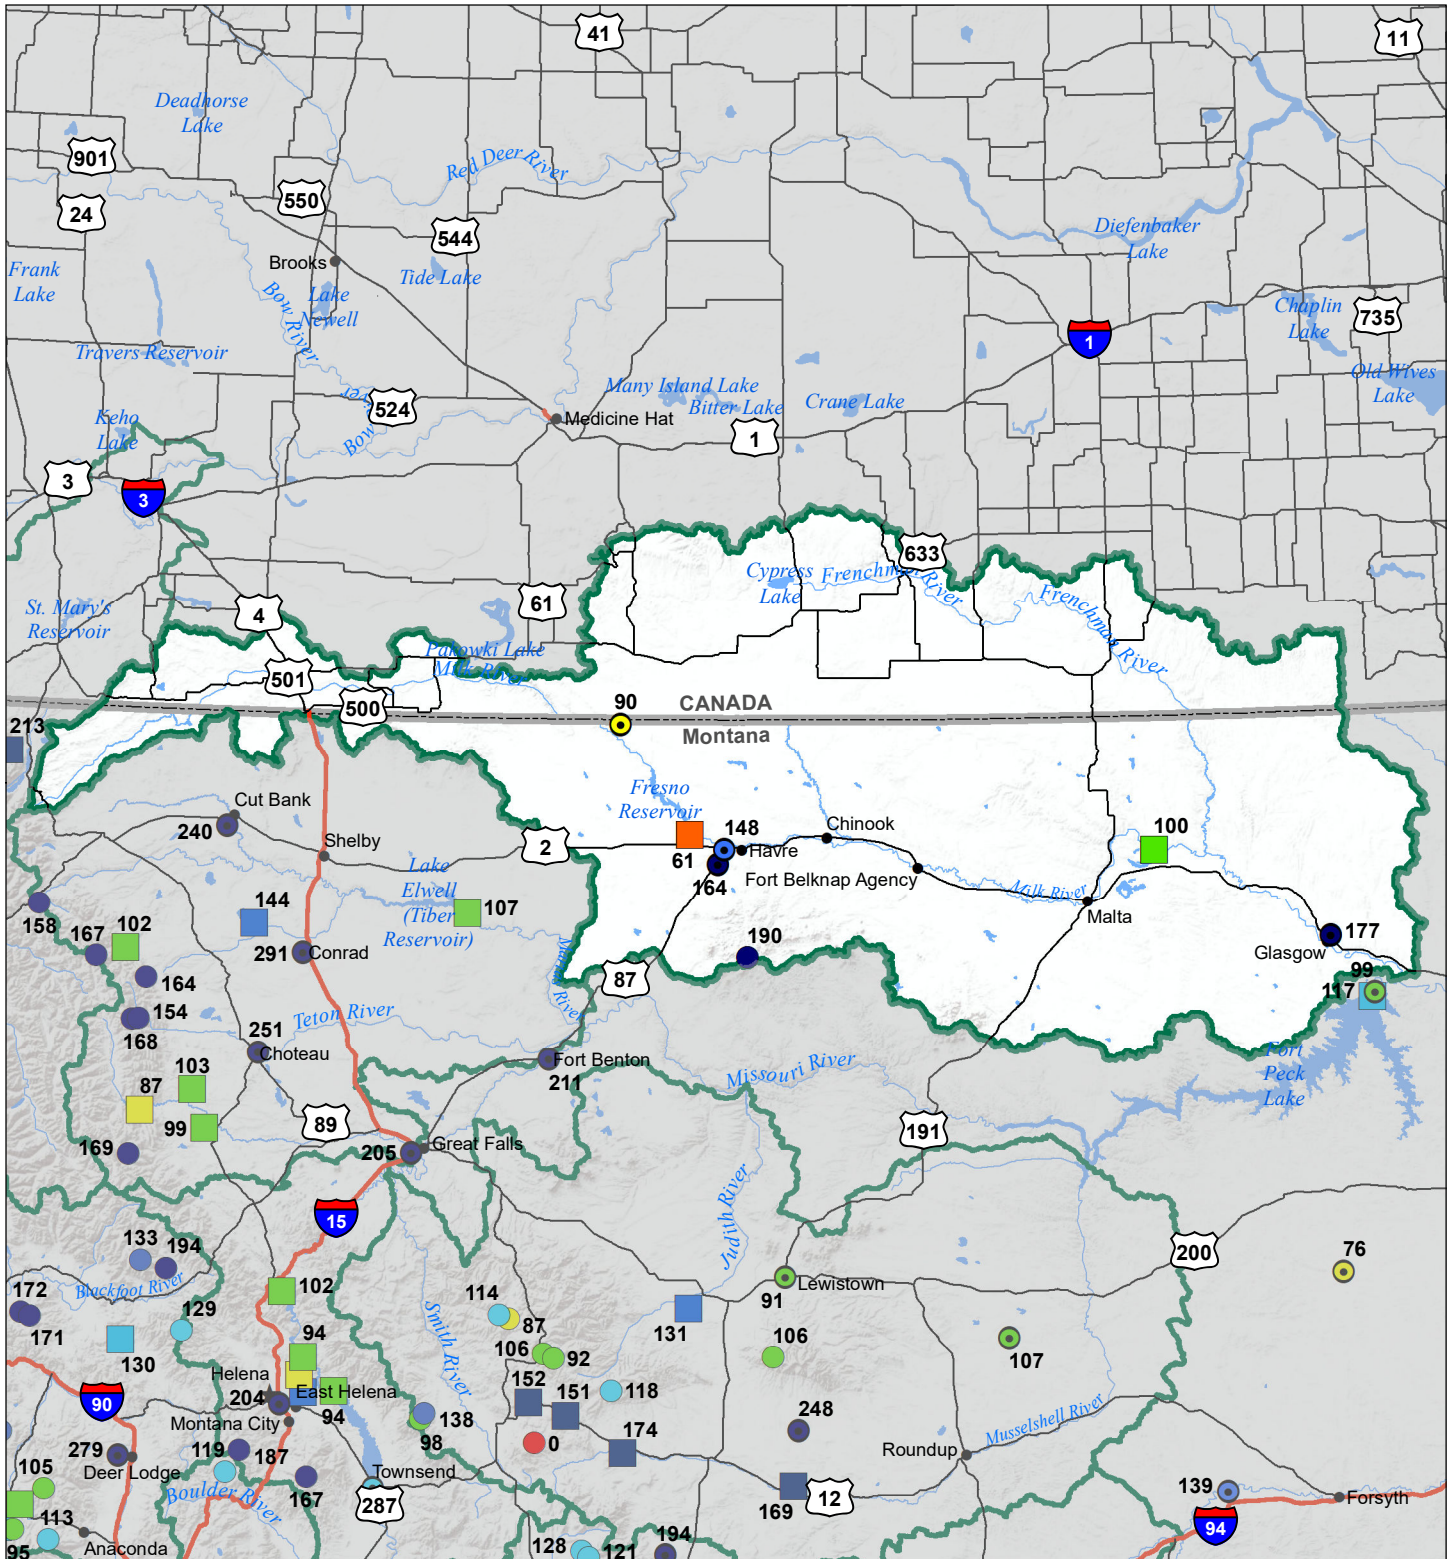 41
11
Deadhorse
Lake
901
Red Deer River
550
24
544
Diefenbaker
Lake
Brooks
Frank
Lake
Tide Lake
Lake
Newell
Bow River
Chaplin
Lake
735
1
Travers Reservoir
Old Wives
Lake
Many Island Lake
Bitter Lake
Crane Lake
524
Keho
Lake
Medicine Hat
Bow
1
3
3
633
Cypress
Lake
Frenchman River
Frenchman River
61
4
St. Mary's
Reservoir
Pakowki Lake
Milk River
501
500
90
CANADA
Montana
213
Fresno
Reservoir
Cut Bank
240
Shelby
2
61
148
Havre
164
Chinook
Fort Belknap Agency
100
Milk River
Malta
Lake
Elwell
(Tiber
Reservoir)
107
144
158
167
102
164
291
Conrad
190
87
177
Glasgow
99
117
154
168
Teton River
251
Choteau
Fort Benton
211
Missouri River
Fort
Peck
Lake
103
87
99
89
191
169
205
Great Falls
15
Judith River
133
194
200
76
Blackfoot River
172
171
129
130
102
94
Smith River
114
87
106
92
131
Lewistown
91
106
107
Helena
204
East Helena
94
Montana City
152
151
118
138
98
174
0
248
Musselshell River
Roundup
90
279
Deer Lodge
119
187
167
Townsend
287
169
12
139
Forsyth
94
105
Boulder River
113
95
Anaconda
128
121
194